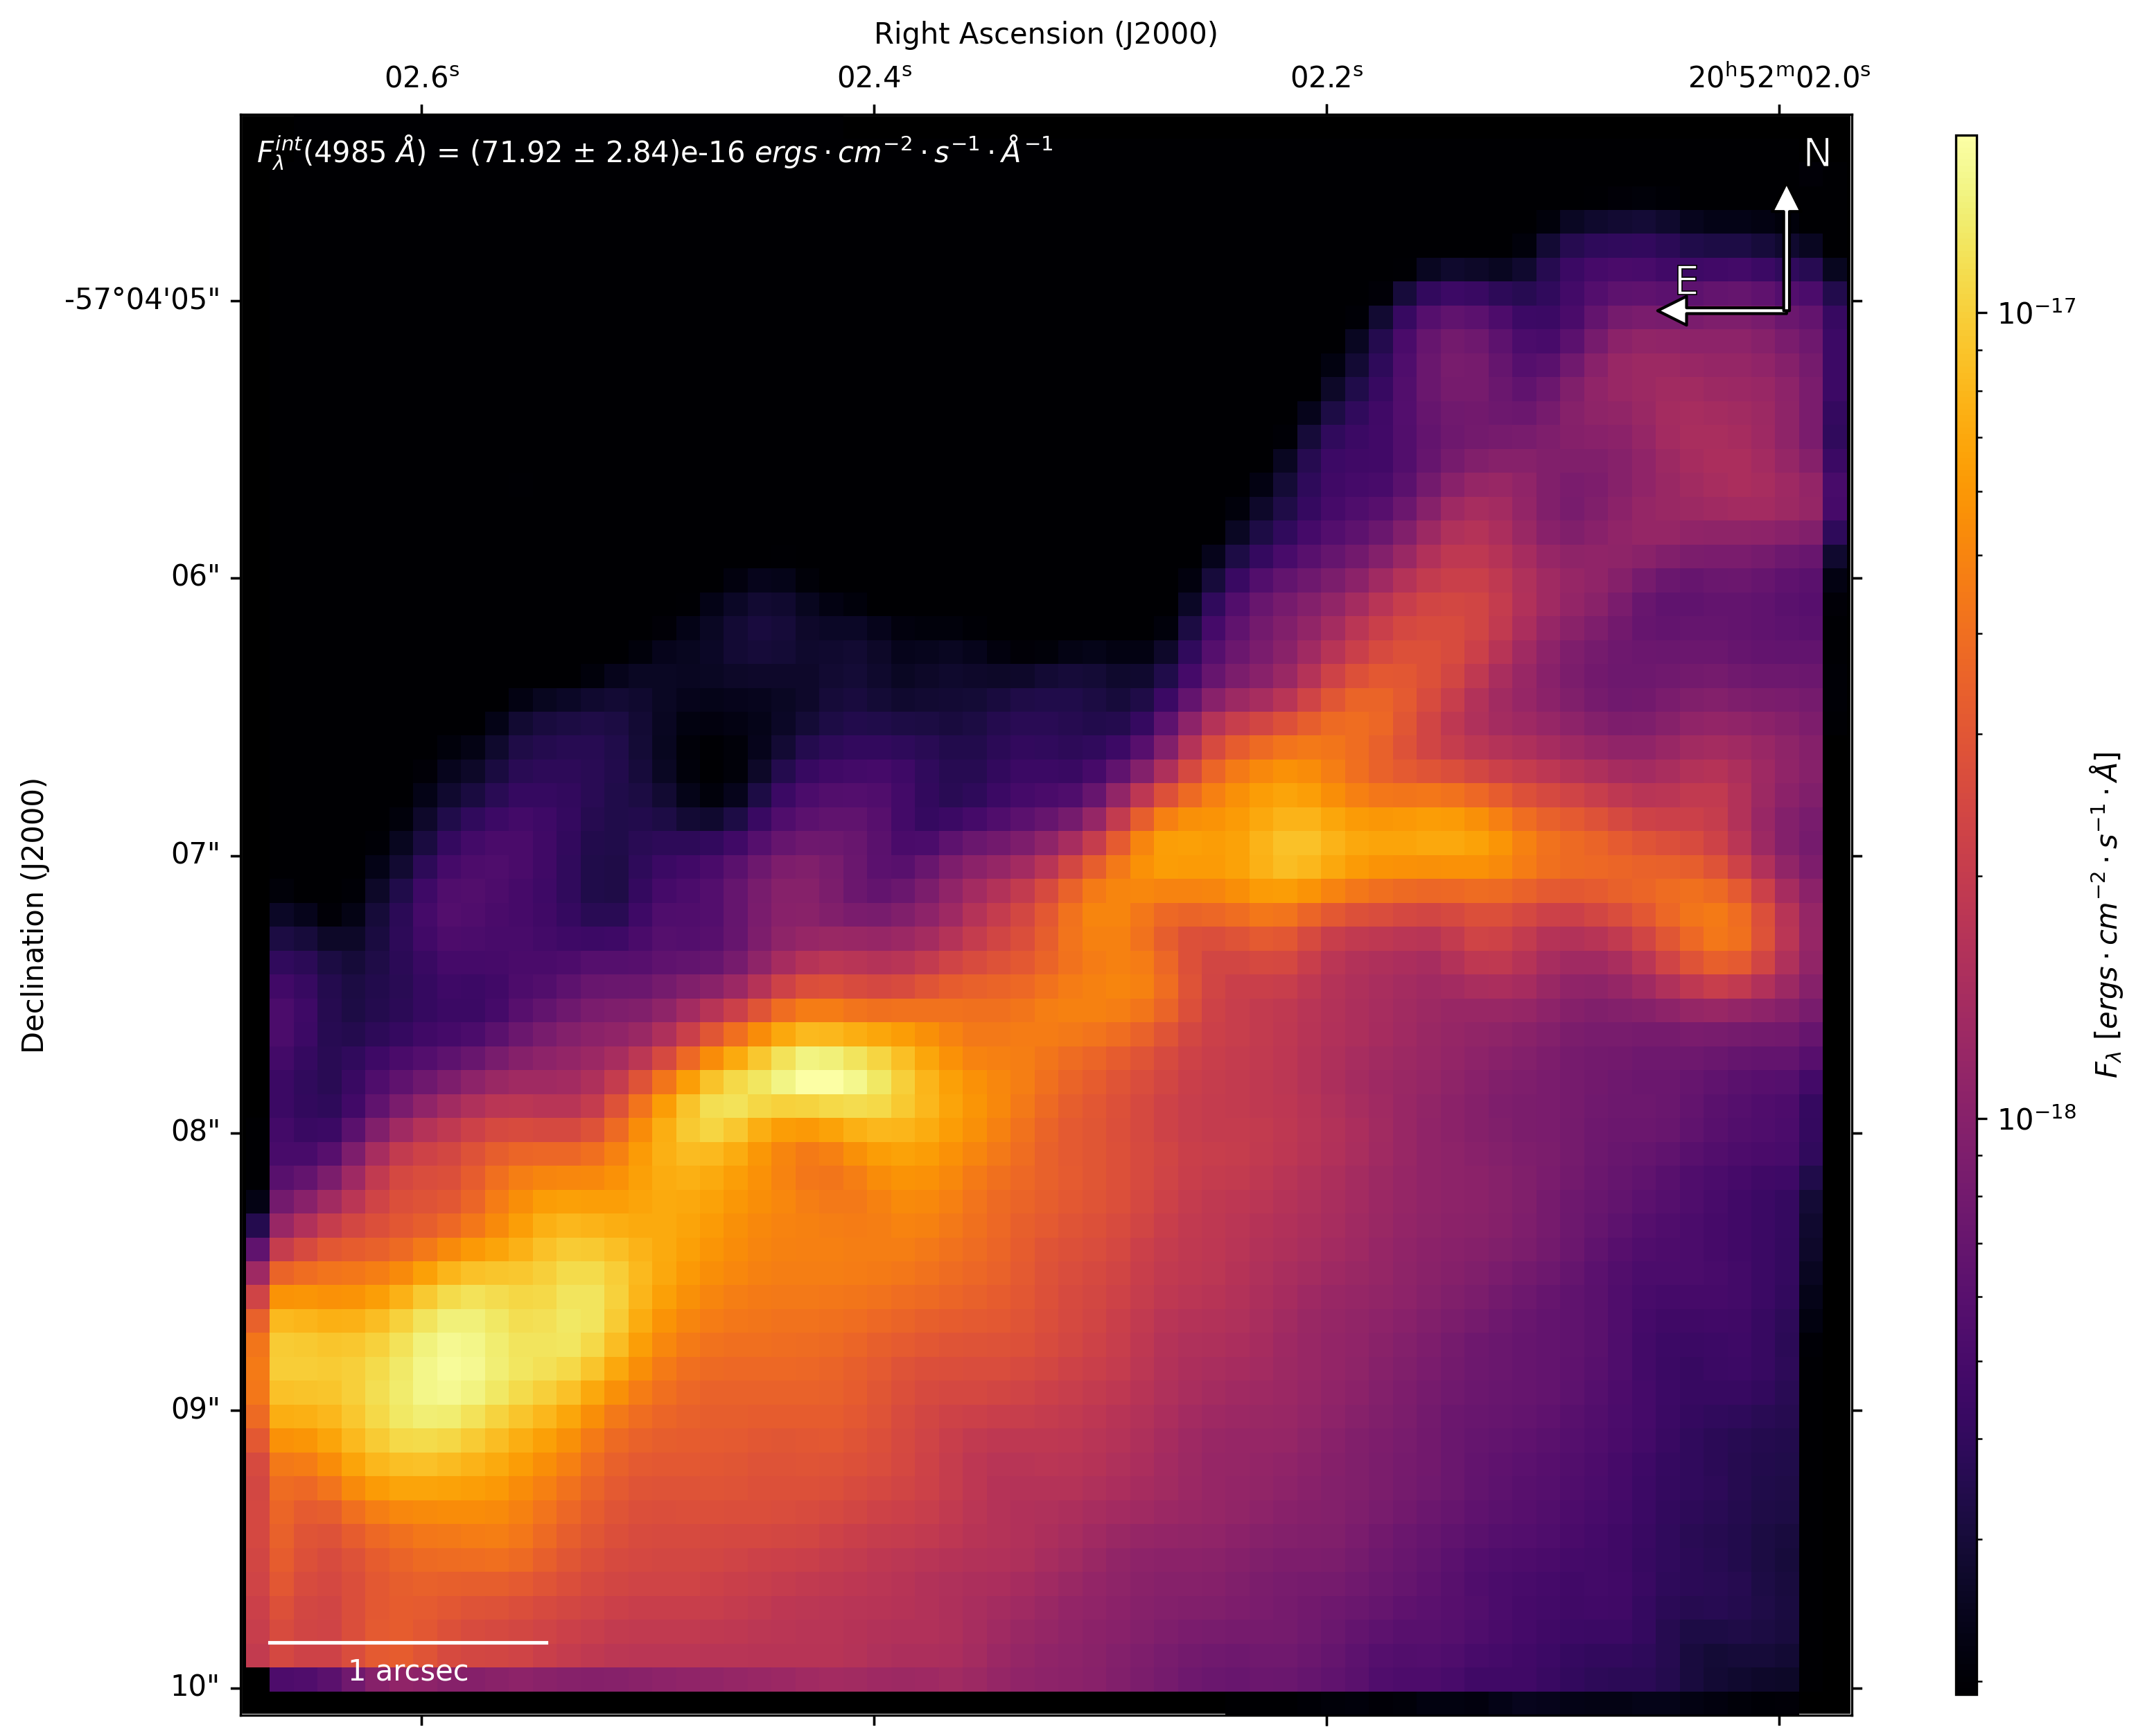 Right Ascension (J2000)
02.6ˢ 02.4ˢ 02.2ˢ 20ʰ52ᵐ02.0ˢ
F_λ^int(4985 Å) = (71.92 ± 2.84)e-16 ergs · cm⁻² · s⁻¹ · Å⁻¹
N
E
-57°04'05"
06"
07"
08"
09"
10"
Declination (J2000)
1 arcsec
10⁻¹⁷
10⁻¹⁸
F_λ [ergs · cm⁻² · s⁻¹ · Å]